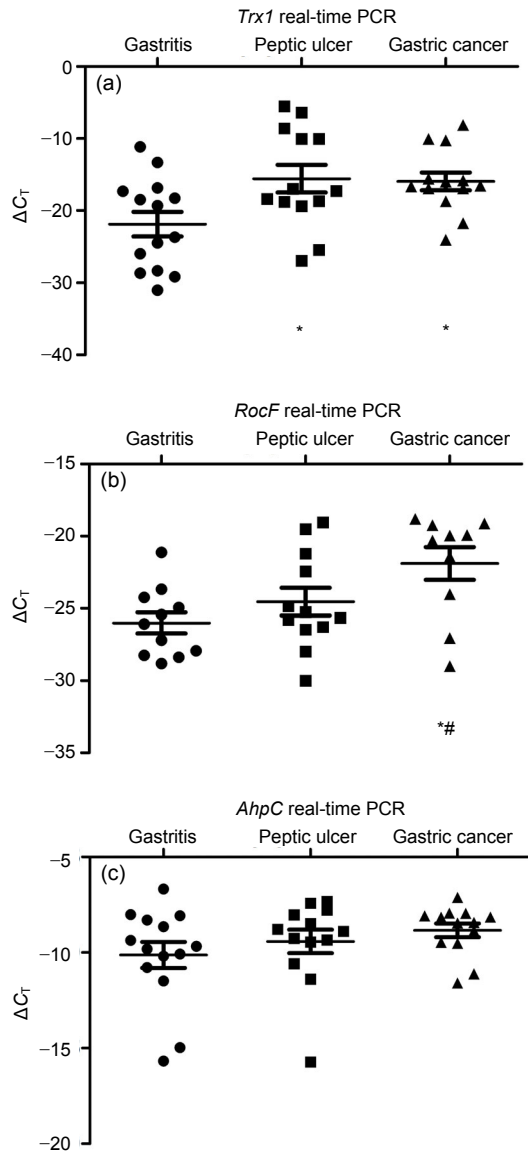 Trx1 real-time PCR
Gastritis Peptic ulcer Gastric cancer
(a)
0
−10
−20
−30
−40
ΔCT
* *
RocF real-time PCR
Gastritis Peptic ulcer Gastric cancer
(b)
−15
−20
−25
−30
−35
ΔCT
*#
AhpC real-time PCR
Gastritis Peptic ulcer Gastric cancer
(c)
−5
−10
−15
−20
ΔCT